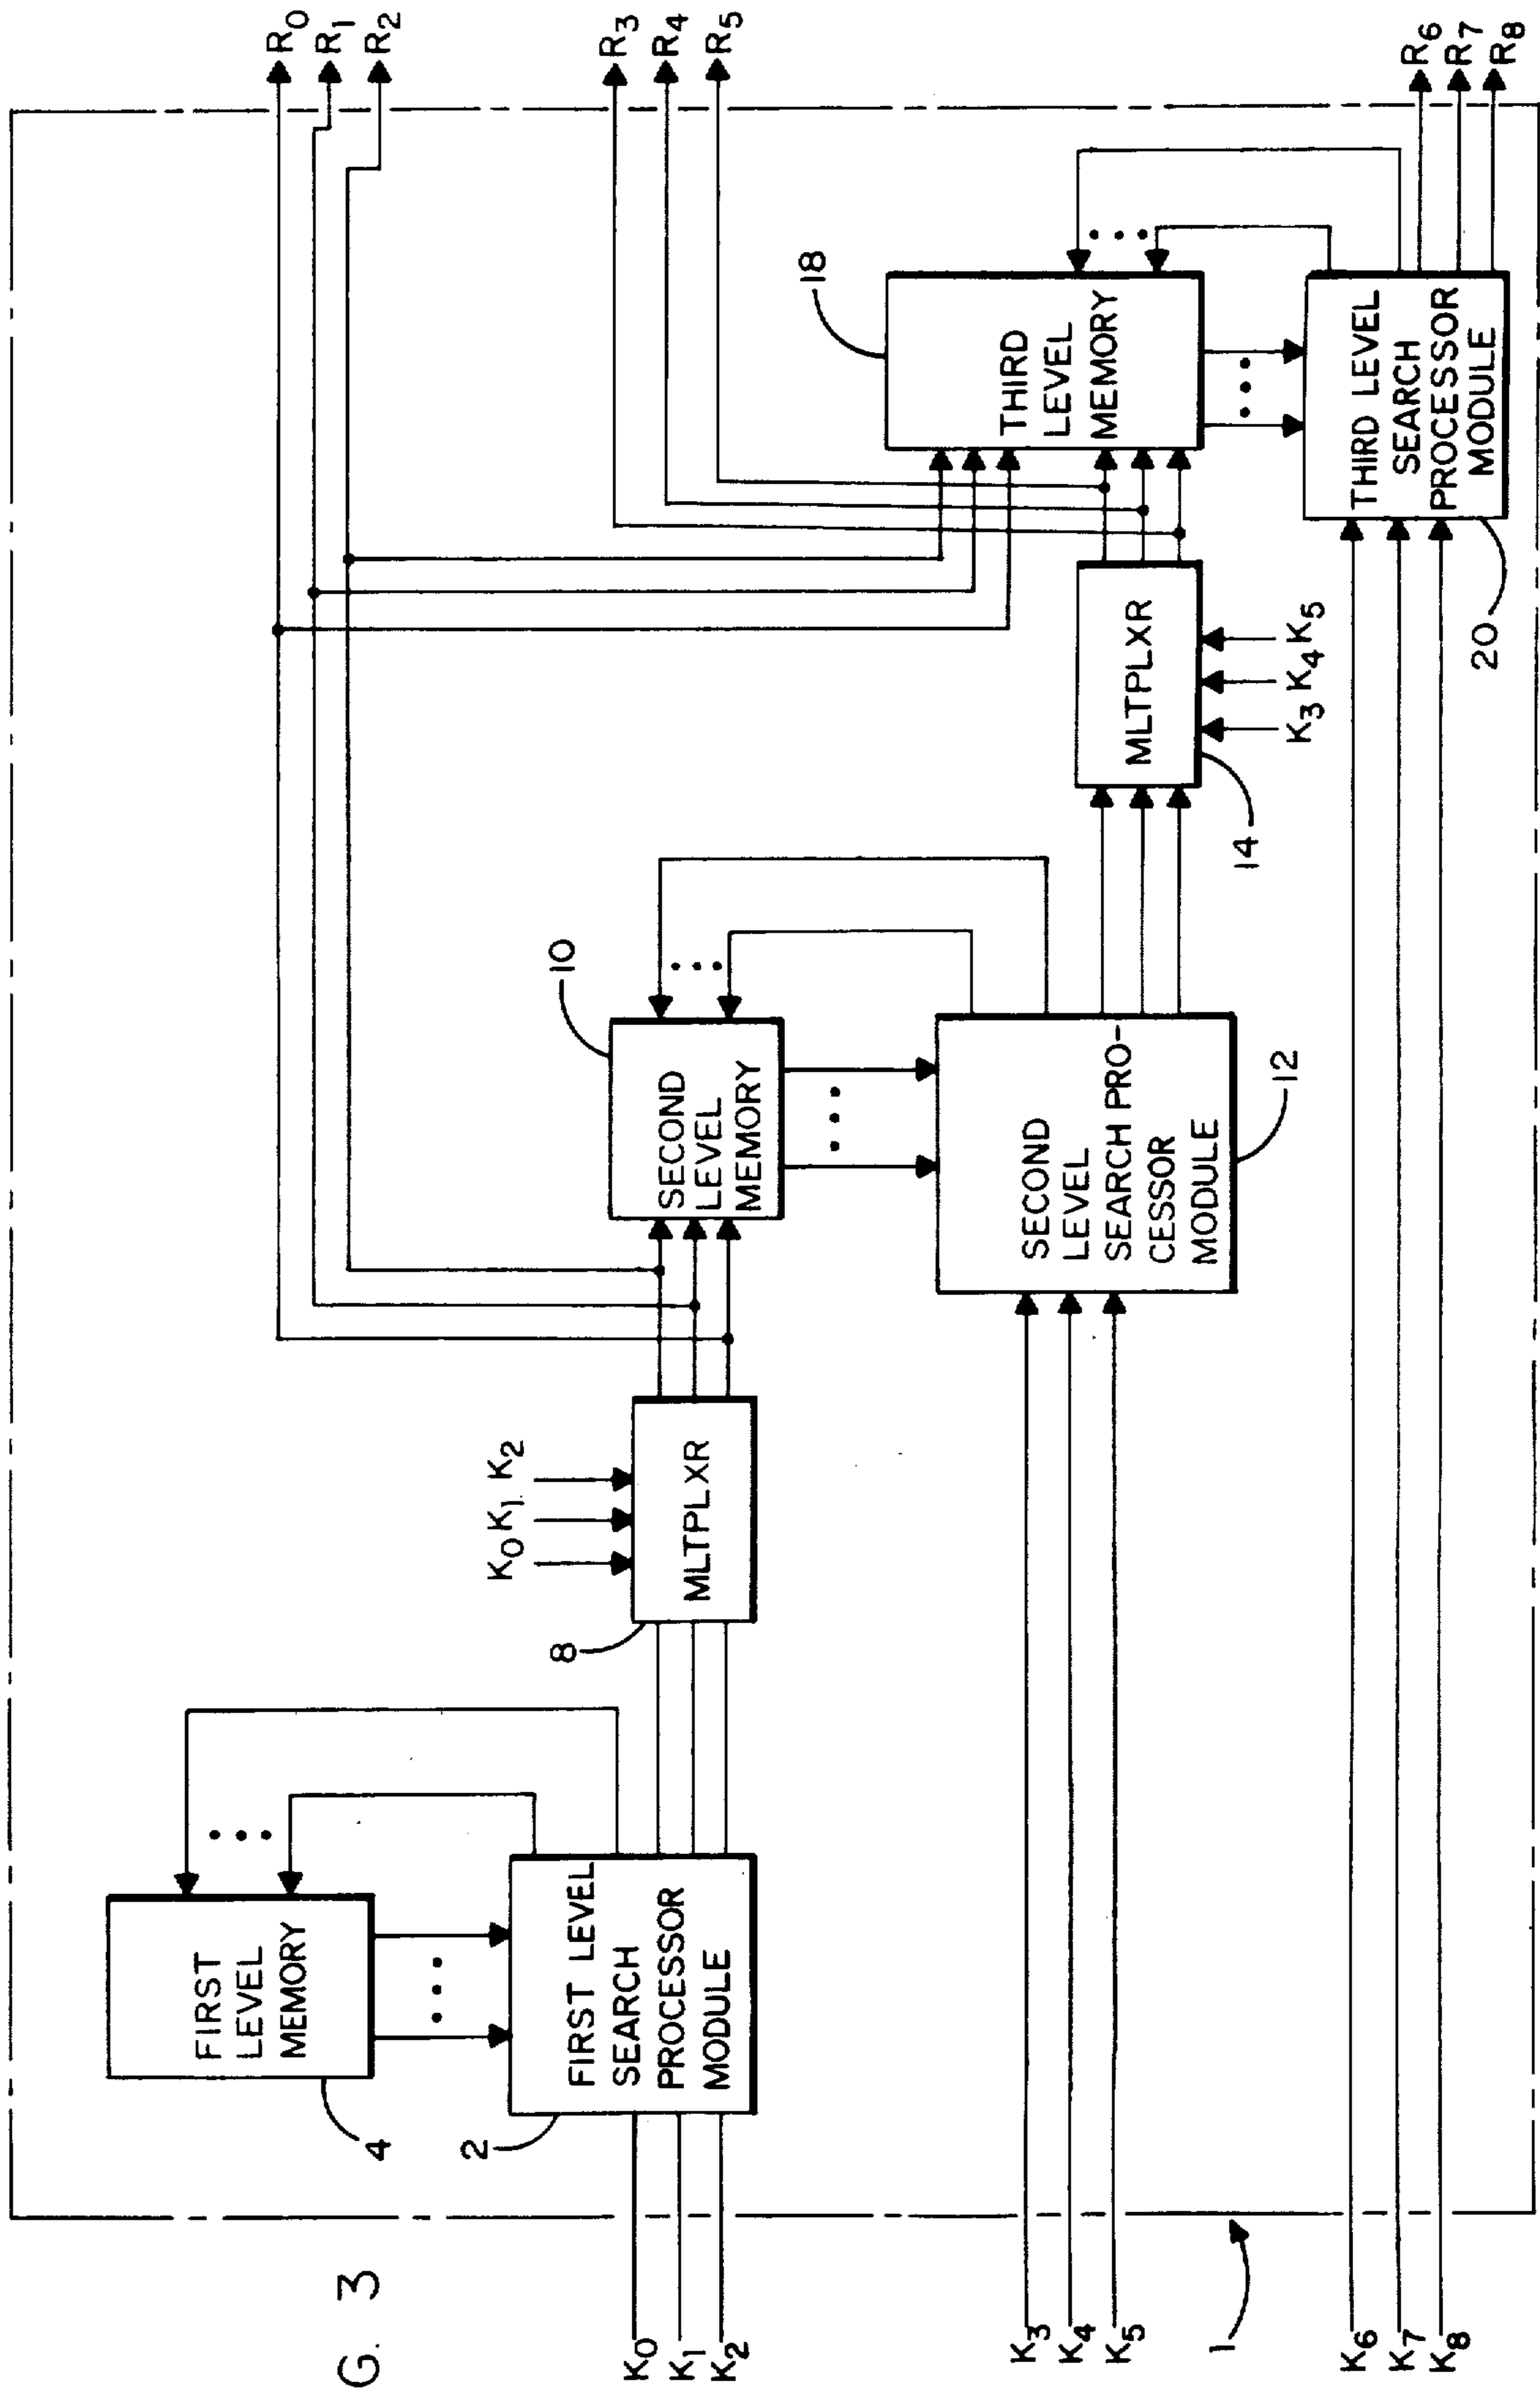 G. 3
R0
R1
R2
R3
R4
R5
R6
R7
R8
FIRST
LEVEL
MEMORY
4
2
FIRST LEVEL
SEARCH
PROCESSOR
MODULE
K0
K1
K2
8
K0 K1 K2
MLTPLXR
10
SECOND
LEVEL
MEMORY
SECOND
LEVEL
SEARCH PRO-
CESSOR
MODULE
12
K3
K4
K5
14
MLTPLXR
K3 K4 K5
18
THIRD
LEVEL
MEMORY
THIRD LEVEL
SEARCH
PROCESSOR
MODULE
20
1
K6
K7
K8